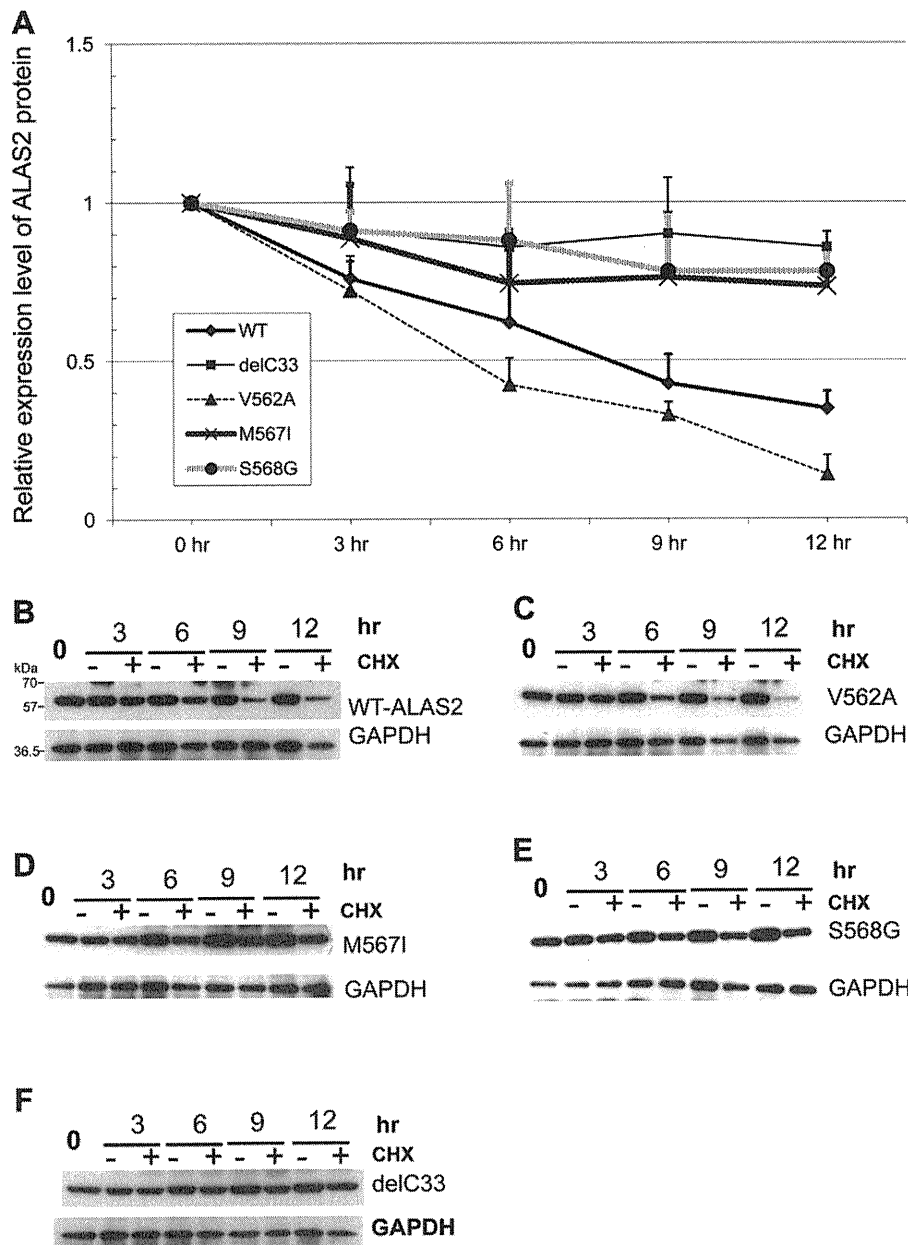 A
Relative expression level of ALAS2 protein
1.5
1
0.5
0
WT
delC33
V562A
M567I
S568G
0 hr 3 hr 6 hr 9 hr 12 hr
B
0 3 6 9 12 hr
- + - + - + - + CHX
kDa
70-
57-
WT-ALAS2
36.5-
GAPDH
C
0 3 6 9 12 hr
- + - + - + - + CHX
V562A
GAPDH
D
0 3 6 9 12 hr
- + - + - + - + CHX
M567I
GAPDH
E
0 3 6 9 12 hr
- + - + - + - + CHX
S568G
GAPDH
F
0 3 6 9 12 hr
- + - + - + - + CHX
delC33
GAPDH